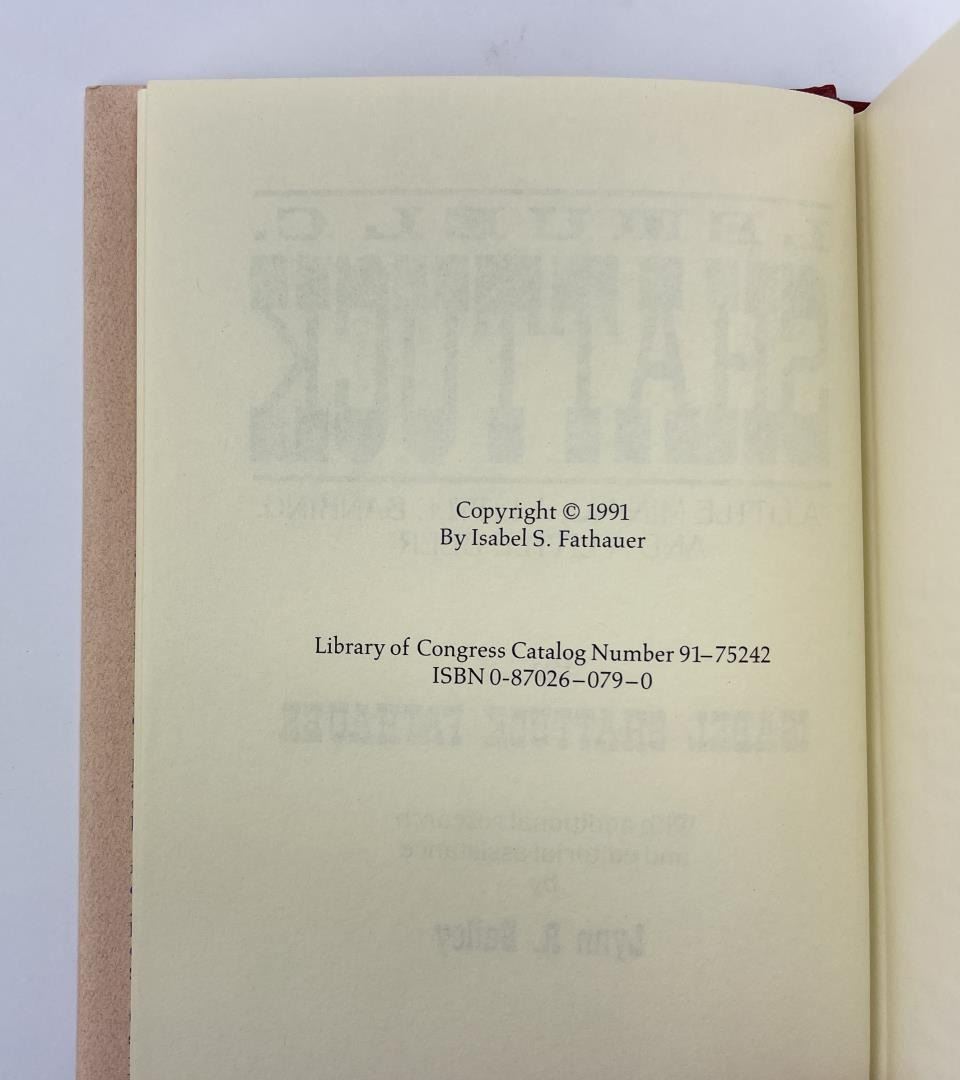 Copyright © 1991
By Isabel S. Fathauer
Library of Congress Catalog Number 91–75242
ISBN 0-87026–079–0